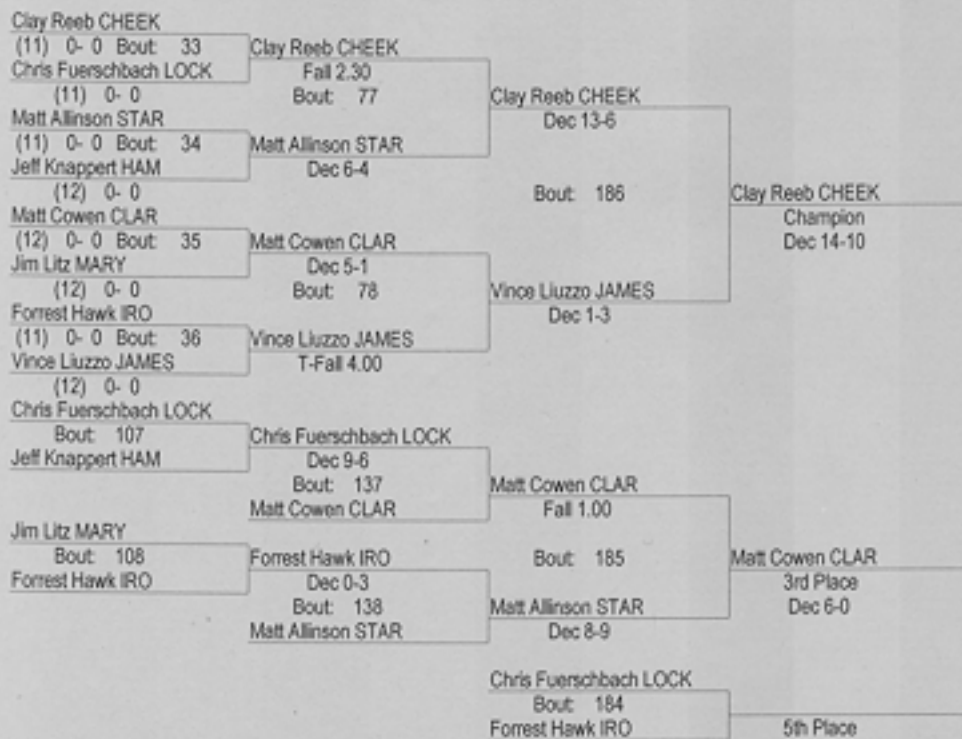 Clay Reeb CHEEK
(11) 0- 0 Bout: 33
Chris Fuerschbach LOCK
(11) 0- 0
Matt Allinson STAR
(11) 0- 0 Bout: 34
Jeff Knappert HAM
(12) 0- 0
Matt Cowen CLAR
(12) 0- 0 Bout: 35
Jim Litz MARY
(12) 0- 0
Forrest Hawk IRO
(11) 0- 0 Bout: 36
Vince Liuzzo JAMES
(12) 0- 0
Chris Fuerschbach LOCK
Bout: 107
Jeff Knappert HAM
Jim Litz MARY
Bout: 108
Forrest Hawk IRO
Clay Reeb CHEEK
Fall 2.30
Bout: 77
Matt Allinson STAR
Dec 6-4
Matt Cowen CLAR
Dec 5-1
Bout: 78
Vince Liuzzo JAMES
T-Fall 4.00
Chris Fuerschbach LOCK
Dec 9-6
Bout: 137
Matt Cowen CLAR
Forrest Hawk IRO
Dec 0-3
Bout: 138
Matt Allinson STAR
Clay Reeb CHEEK
Dec 13-6
Bout: 186
Vince Liuzzo JAMES
Dec 1-3
Matt Cowen CLAR
Fall 1.00
Bout: 185
Matt Allinson STAR
Dec 8-9
Chris Fuerschbach LOCK
Bout: 184
Forrest Hawk IRO
Clay Reeb CHEEK
Champion
Dec 14-10
Matt Cowen CLAR
3rd Place
Dec 6-0
5th Place